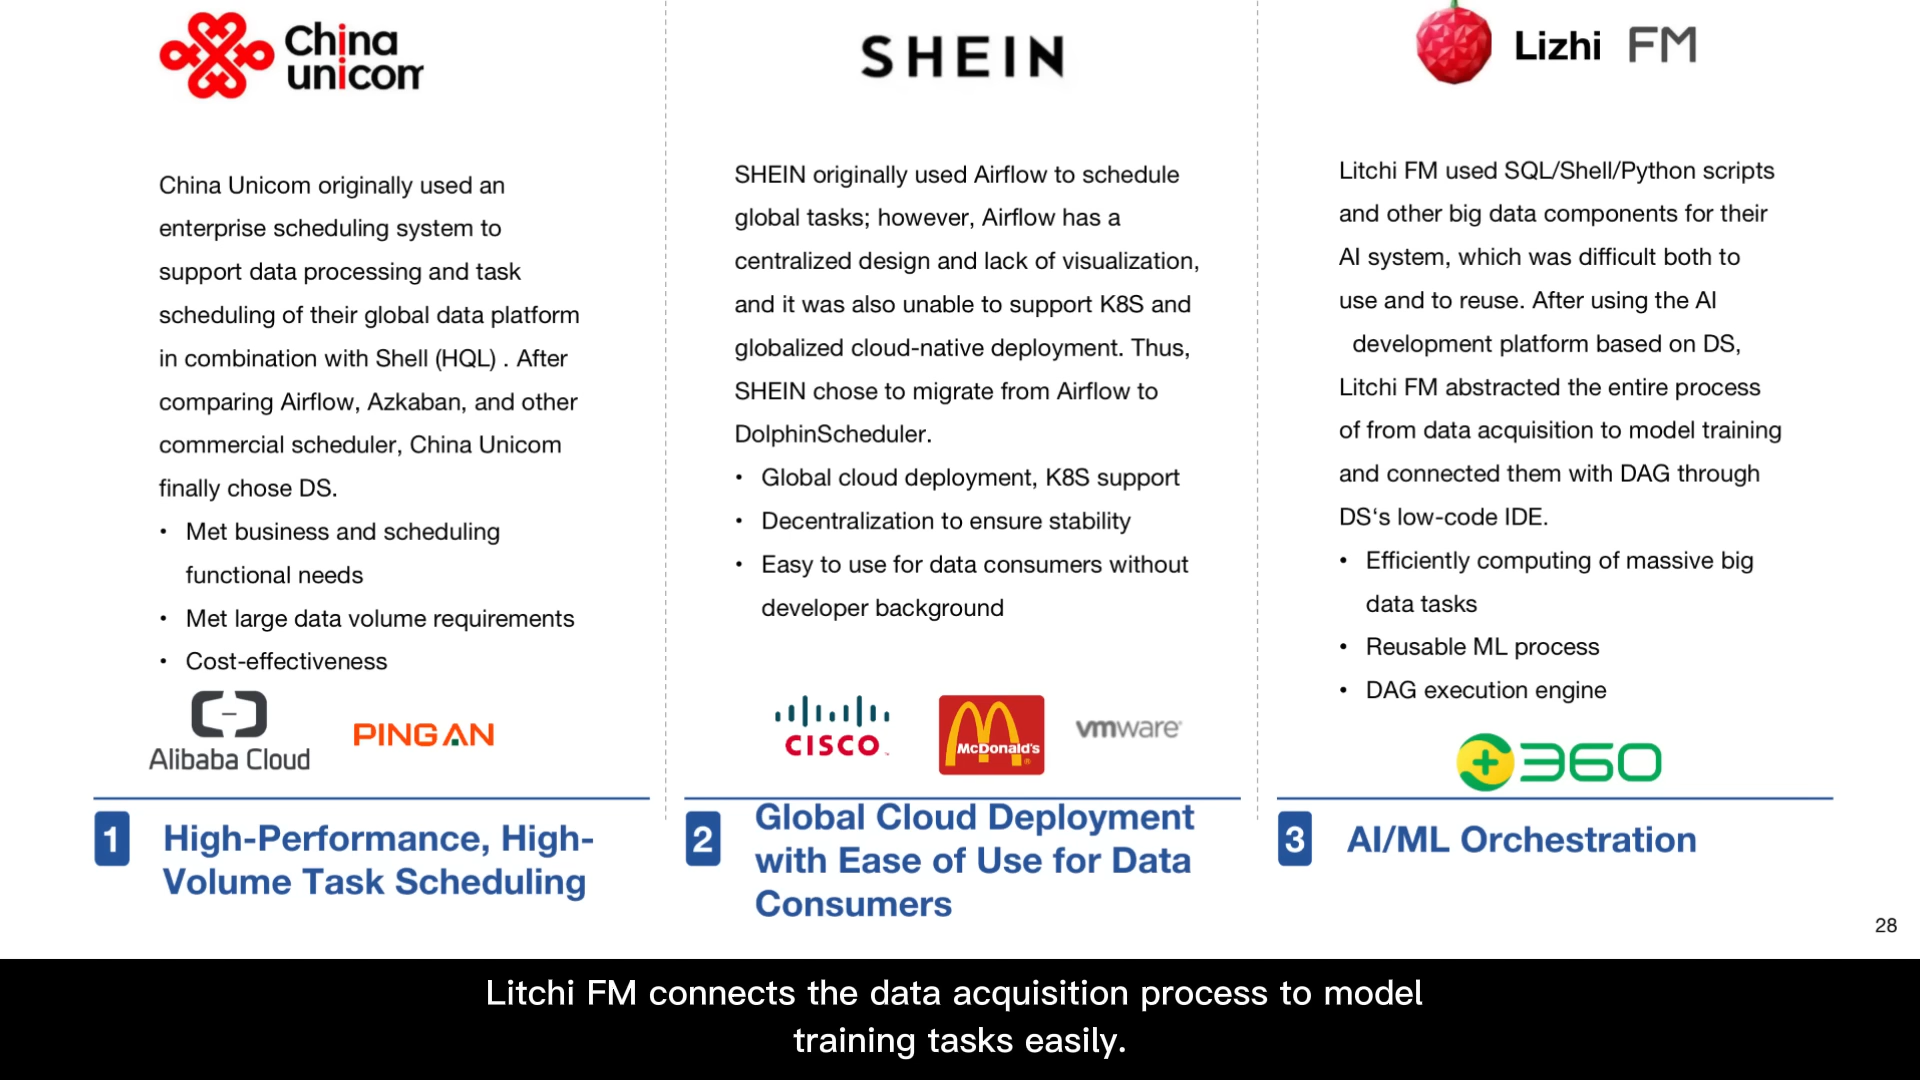 China
unicom
China Unicom originally used an
enterprise scheduling system to
support data processing and task
scheduling of their global data platform
in combination with Shell (HQL) . After
comparing Airflow, Azkaban, and other
commercial scheduler, China Unicom
finally chose DS.
• Met business and scheduling
functional needs
• Met large data volume requirements
• Cost-effectiveness
Alibaba Cloud
PING AN
1
High-Performance, High-
Volume Task Scheduling
SHEIN
SHEIN originally used Airflow to schedule
global tasks; however, Airflow has a
centralized design and lack of visualization,
and it was also unable to support K8S and
globalized cloud-native deployment. Thus,
SHEIN chose to migrate from Airflow to
DolphinScheduler.
• Global cloud deployment, K8S support
• Decentralization to ensure stability
• Easy to use for data consumers without
developer background
CISCO
McDonald's
vmware
2
Global Cloud Deployment
with Ease of Use for Data
Consumers
Lizhi FM
Litchi FM used SQL/Shell/Python scripts
and other big data components for their
AI system, which was difficult both to
use and to reuse. After using the AI
development platform based on DS,
Litchi FM abstracted the entire process
of from data acquisition to model training
and connected them with DAG through
DS‘s low-code IDE.
• Efficiently computing of massive big
data tasks
• Reusable ML process
• DAG execution engine
360
3
AI/ML Orchestration
28
Litchi FM connects the data acquisition process to model
training tasks easily.